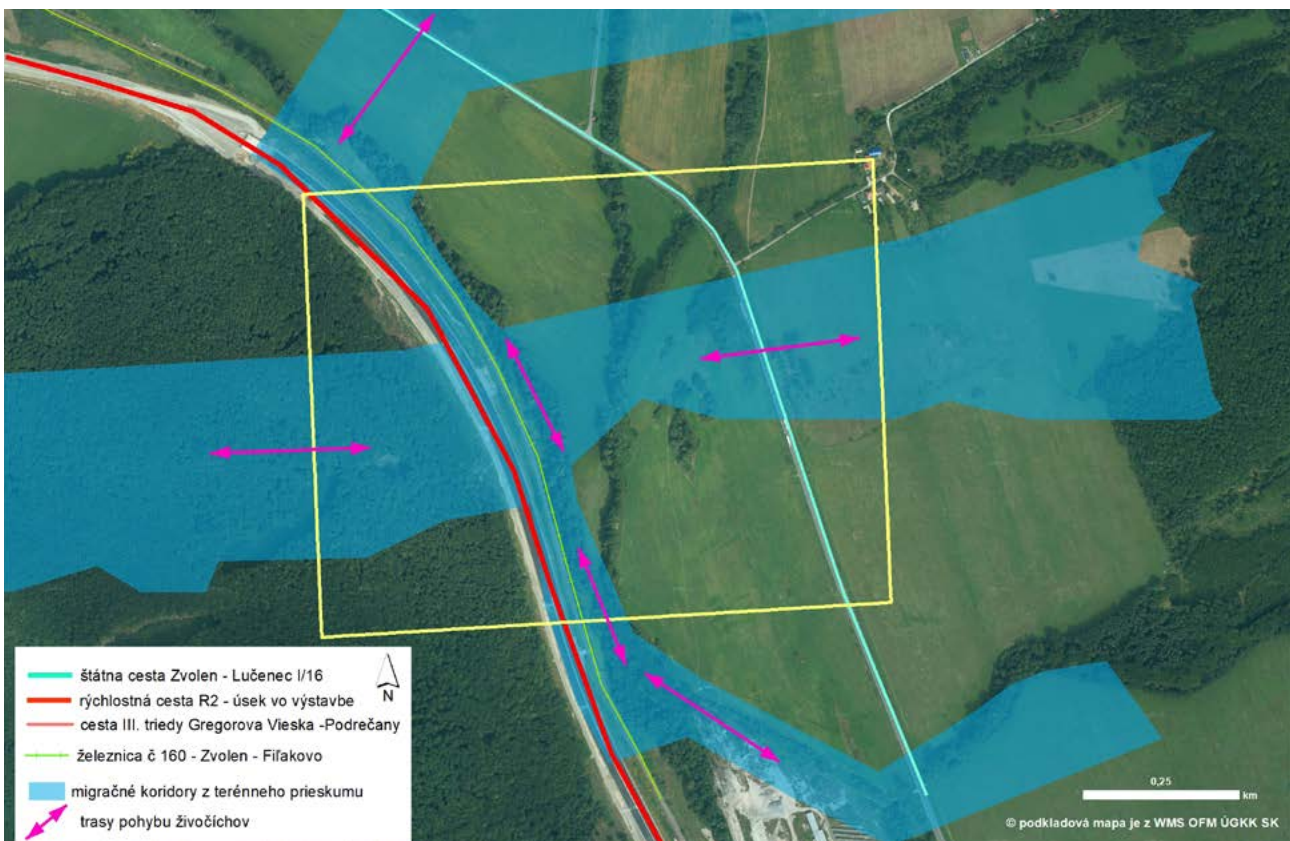 štátna cesta Zvolen - Lučenec I/16
rýchlostná cesta R2 - úsek vo výstavbe
cesta III. triedy Gregorova Vieska -Podrečany
železnica č 160 - Zvolen - Fiľakovo
migračné koridory z terénneho prieskumu
trasy pohybu živočíchov
N
0,25
km
© podkladová mapa je z WMS OFM ÚGKK SK